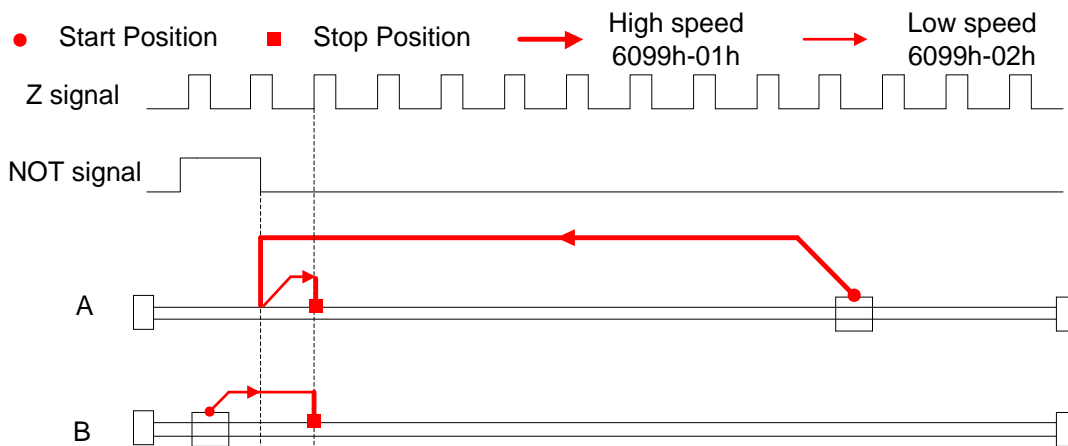 Start Position
Stop Position
High speed
6099h-01h
Low speed
6099h-02h
Z signal
NOT signal
A
B